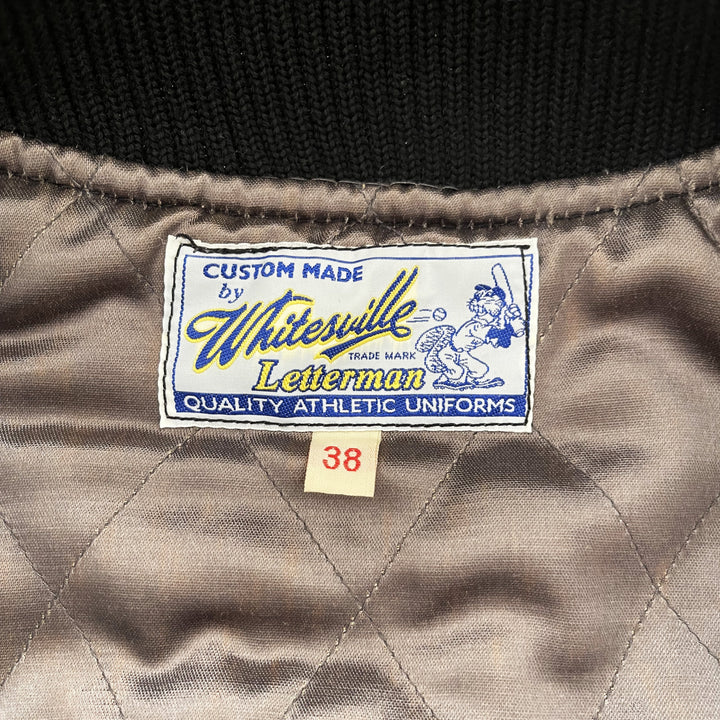 CUSTOM MADE
by
Whitesville
TRADE MARK
Letterman
QUALITY ATHLETIC UNIFORMS
38